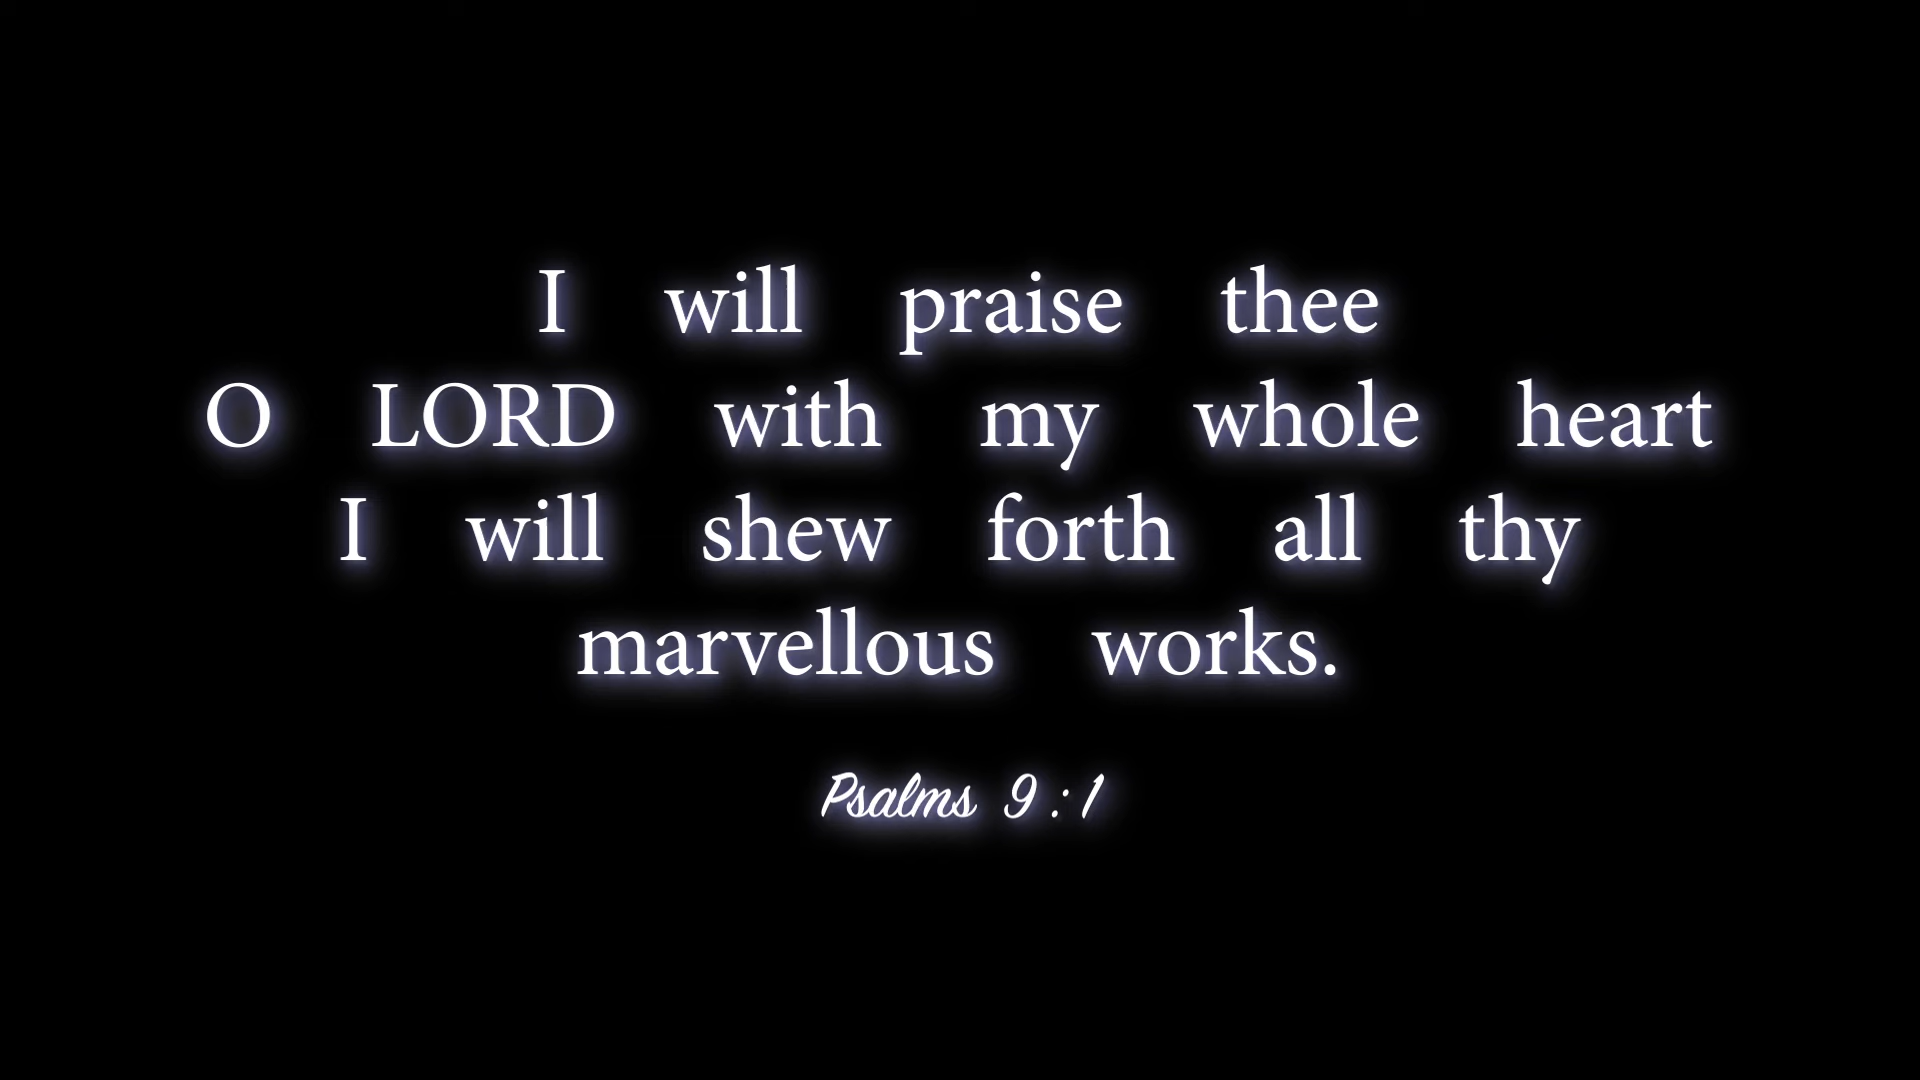 I will praise thee
O LORD with my whole heart
I will shew forth all thy
marvellous works.
Psalms 9 : 1